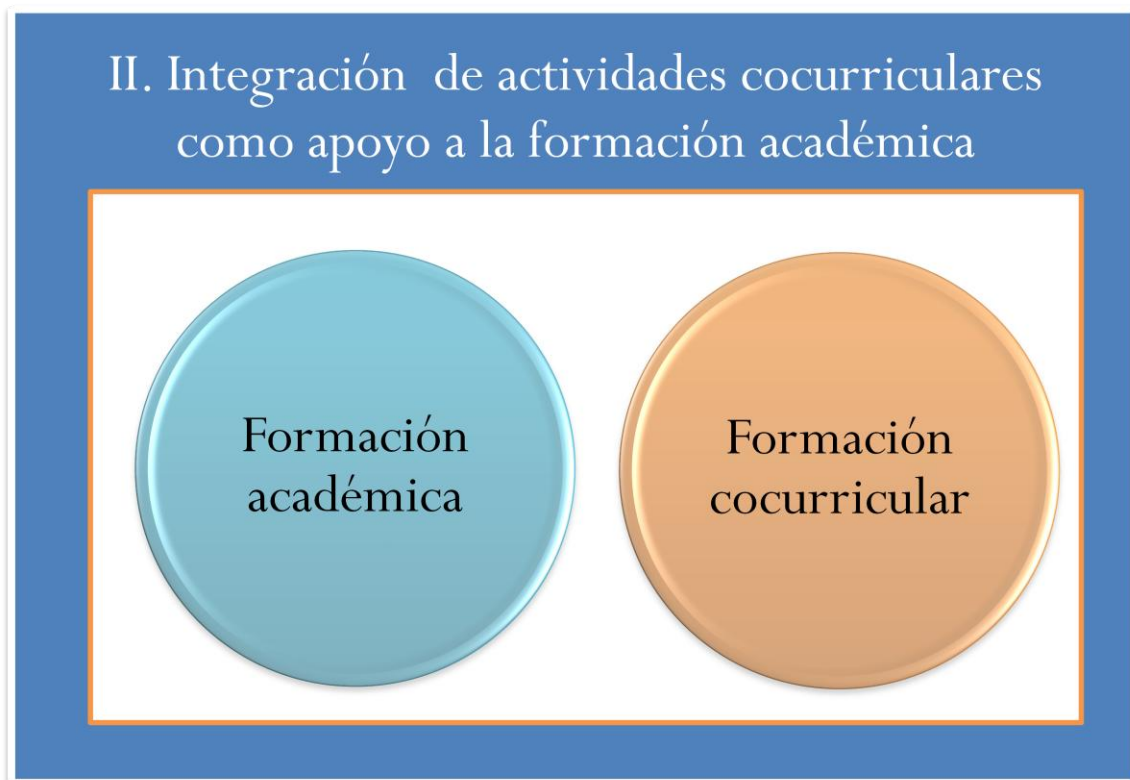 II. Integración de actividades cocurriculares
como apoyo a la formación académica
Formación
académica
Formación
cocurricular